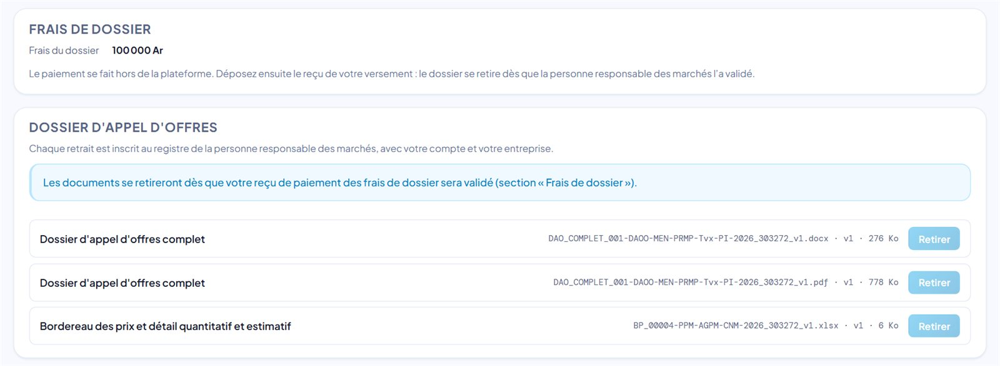 FRAIS DE DOSSIER
Frais du dossier 100 000 Ar
Le paiement se fait hors de la plateforme. Déposez ensuite le reçu de votre versement : le dossier se retire dès que la personne responsable des marchés l'a validé.
DOSSIER D'APPEL D'OFFRES
Chaque retrait est inscrit au registre de la personne responsable des marchés, avec votre compte et votre entreprise.
Les documents se retireront dès que votre reçu de paiement des frais de dossier sera validé (section « Frais de dossier »).
Dossier d'appel d'offres complet DAO_COMPLET_001-DAOO-MEN-PRMP-Tvx-PI-2026_303272_v1.docx · v1 · 276 Ko Retirer
Dossier d'appel d'offres complet DAO_COMPLET_001-DAOO-MEN-PRMP-Tvx-PI-2026_303272_v1.pdf · v1 · 778 Ko Retirer
Bordereau des prix et détail quantitatif et estimatif BP_00004-PPM-AGPM-CNM-2026_303272_v1.xlsx · v1 · 6 Ko Retirer